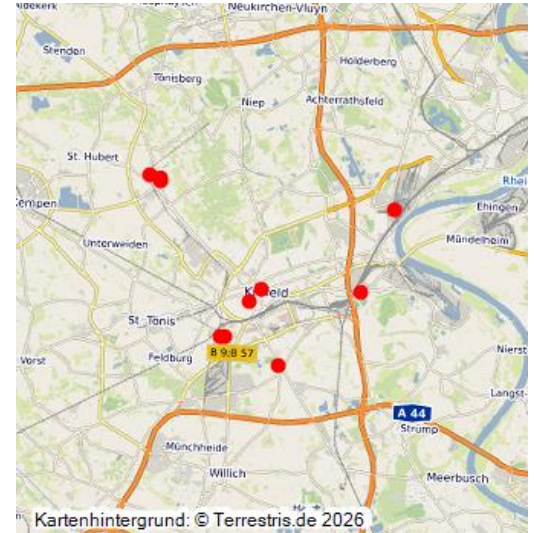 Neukirchen-Vluyn
Stenden
Holderberg
Tönisberg
Niep
Achterrathsfeld
St. Hubert
Rhei
Kempen
Ehingen
Unterweiden
Mündelheim
St. Tönis
Nierst
Vorst
Feldburg
B 9;B 57
Langst-
A 44
Strümp
Münchheide
Willich
Meerbusch
Kartenhintergrund: © Terrestris.de 2026